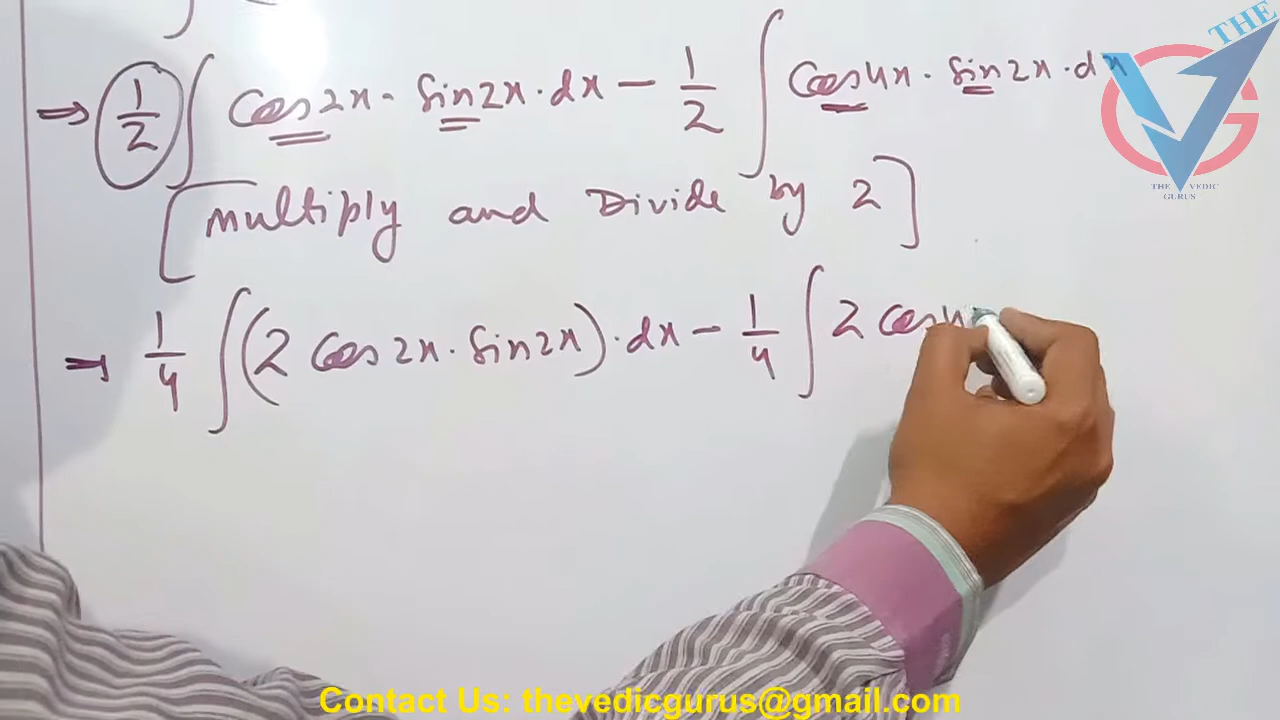 ⇒ 1/2 ∫ Cos2x · Sin2x · dx − 1/2 ∫ Cos4x · Sin2x · dx
[Multiply and Divide by 2]
⇒ 1/4 ∫ (2 Cos2x · Sin2x) · dx − 1/4 ∫ 2 Cos4
THE
V
G
THE VEDIC
GURUS
Contact Us: thevedicgurus@gmail.com